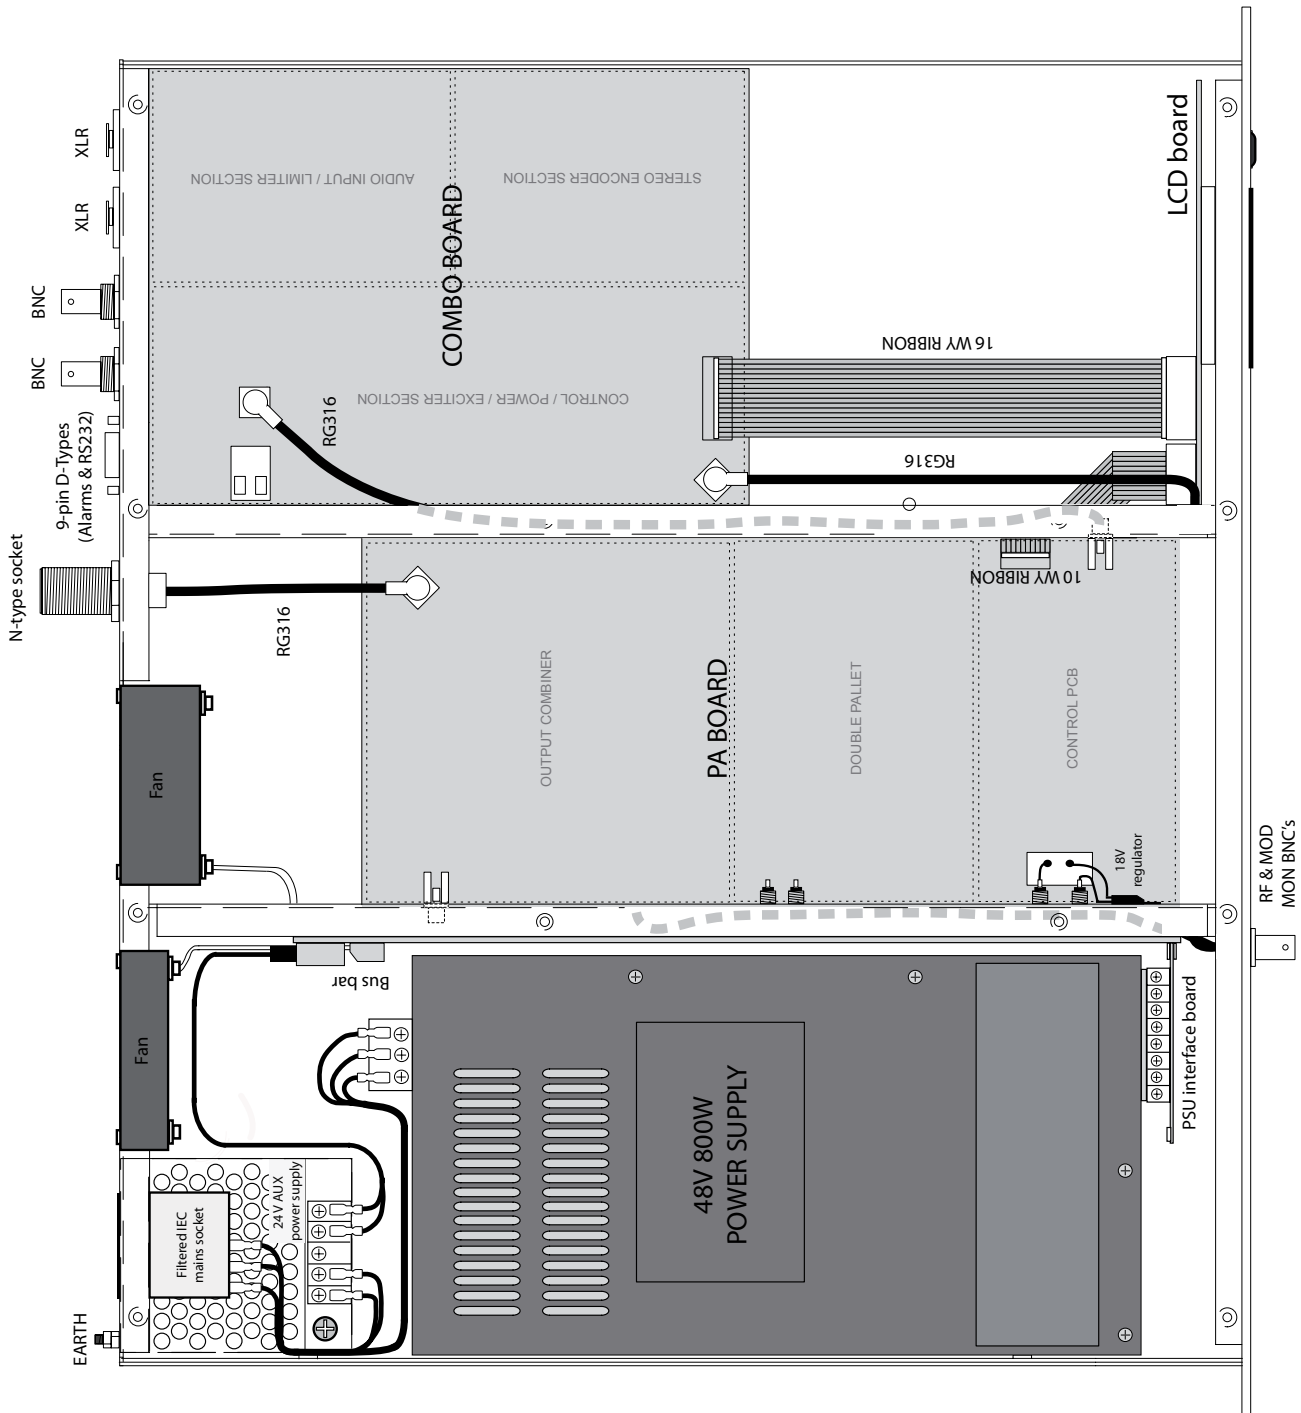 XLR
XLR
BNC
BNC
9-pin D-Types
(Alarms & RS232)
N-type socket
AUDIO INPUT / LIMITER SECTION
STEREO ENCODER SECTION
COMBO BOARD
CONTROL / POWER / EXCITER SECTION
RG316
LCD board
16 WY RIBBON
RG316
10 WY RIBBON
RG316
OUTPUT COMBINER
PA BOARD
DOUBLE PALLET
CONTROL PCB
18V
regulator
Fan
RF & MOD
MON BNC's
Fan
Bus bar
PSU interface board
48V 800W
POWER SUPPLY
24V AUX
power supply
Filtered IEC
mains socket
EARTH